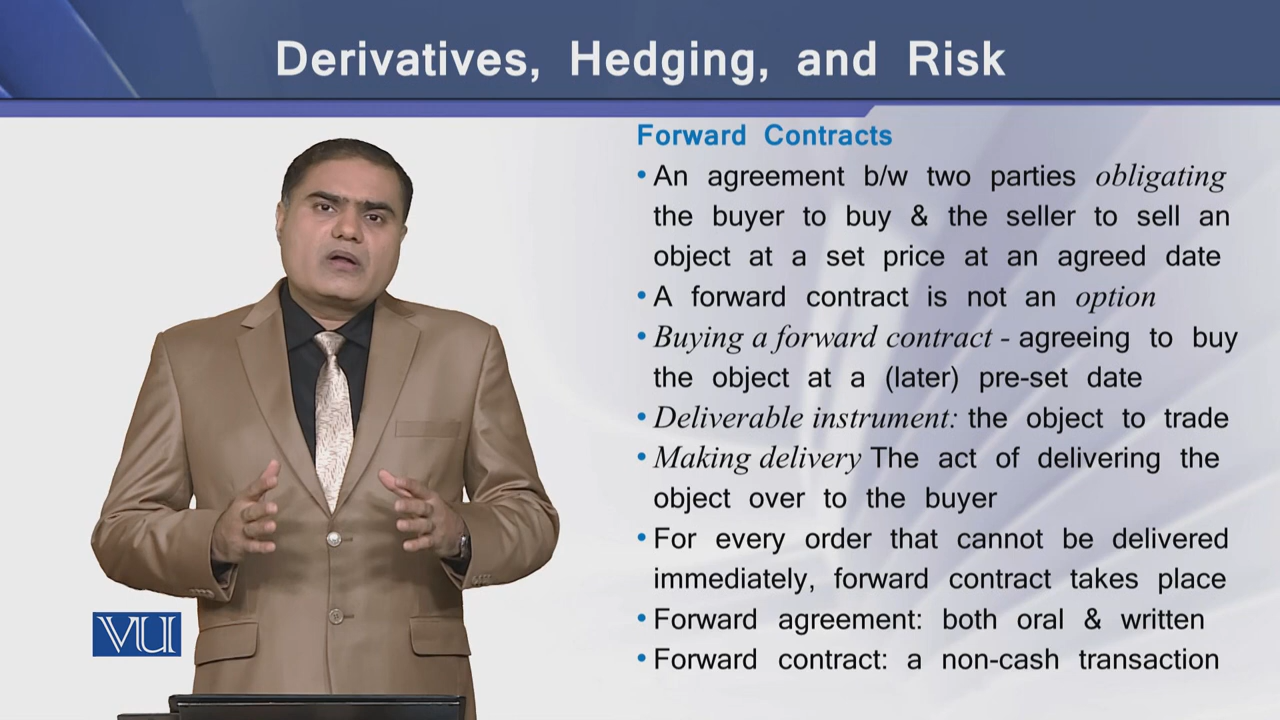 Derivatives, Hedging, and Risk
Forward Contracts
• An agreement b/w two parties obligating
the buyer to buy & the seller to sell an
object at a set price at an agreed date
• A forward contract is not an option
• Buying a forward contract - agreeing to buy
the object at a (later) pre-set date
• Deliverable instrument: the object to trade
• Making delivery The act of delivering the
object over to the buyer
• For every order that cannot be delivered
immediately, forward contract takes place
• Forward agreement: both oral & written
• Forward contract: a non-cash transaction
VU